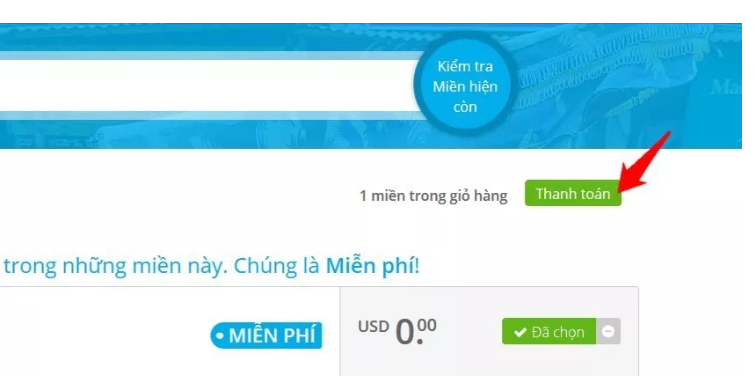 Kiểm tra
Miền hiện
còn
1 miền trong giỏ hàng Thanh toán
trong những miền này. Chúng là Miễn phí!
MIỄN PHÍ USD 0.00 Đã chọn